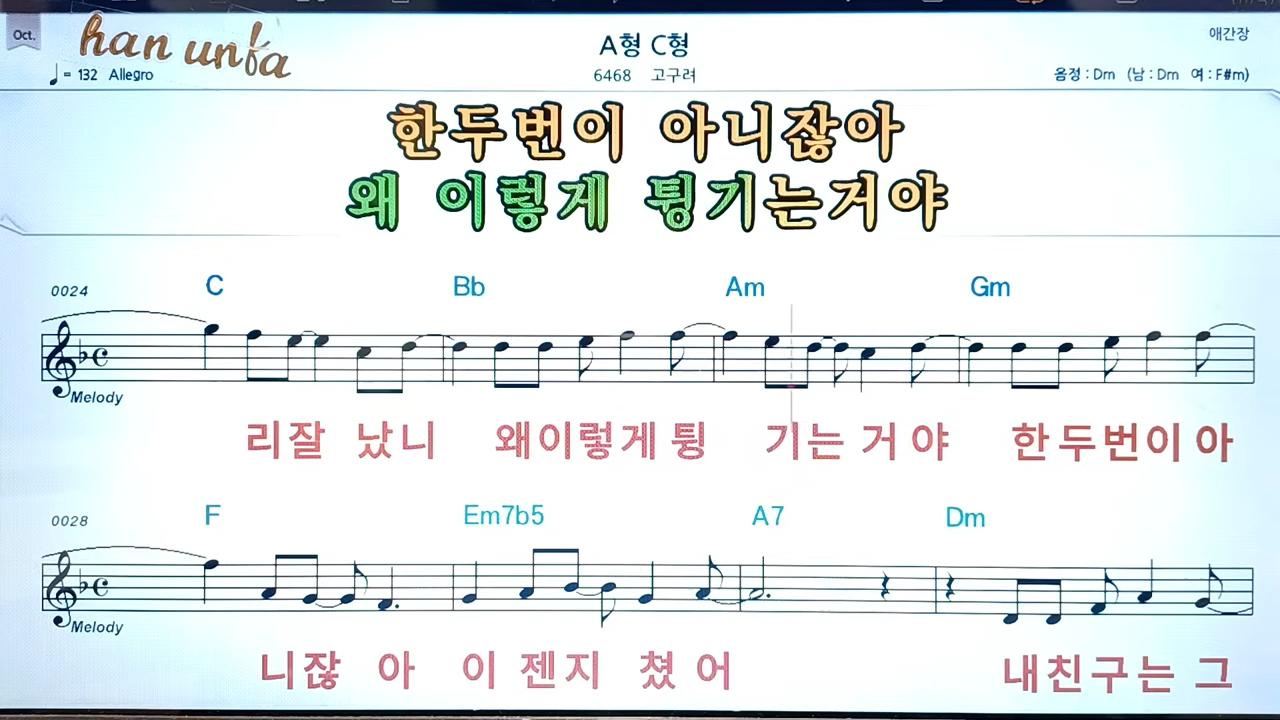 Oct.
han unfa
A형 C형
애간장
♩= 132 Allegro
6468 고구려
음정 : Dm (남 : Dm 여 : F#m)
한두번이 아니잖아
왜 이렇게 튕기는거야
0024
C Bb Am Gm
Melody
리잘 났니 왜이렇게 튕 기는 거 야 한두번이 아
0028
F Em7b5 A7 Dm
Melody
니잖 아 이 젠지 쳤 어 내친구는 그